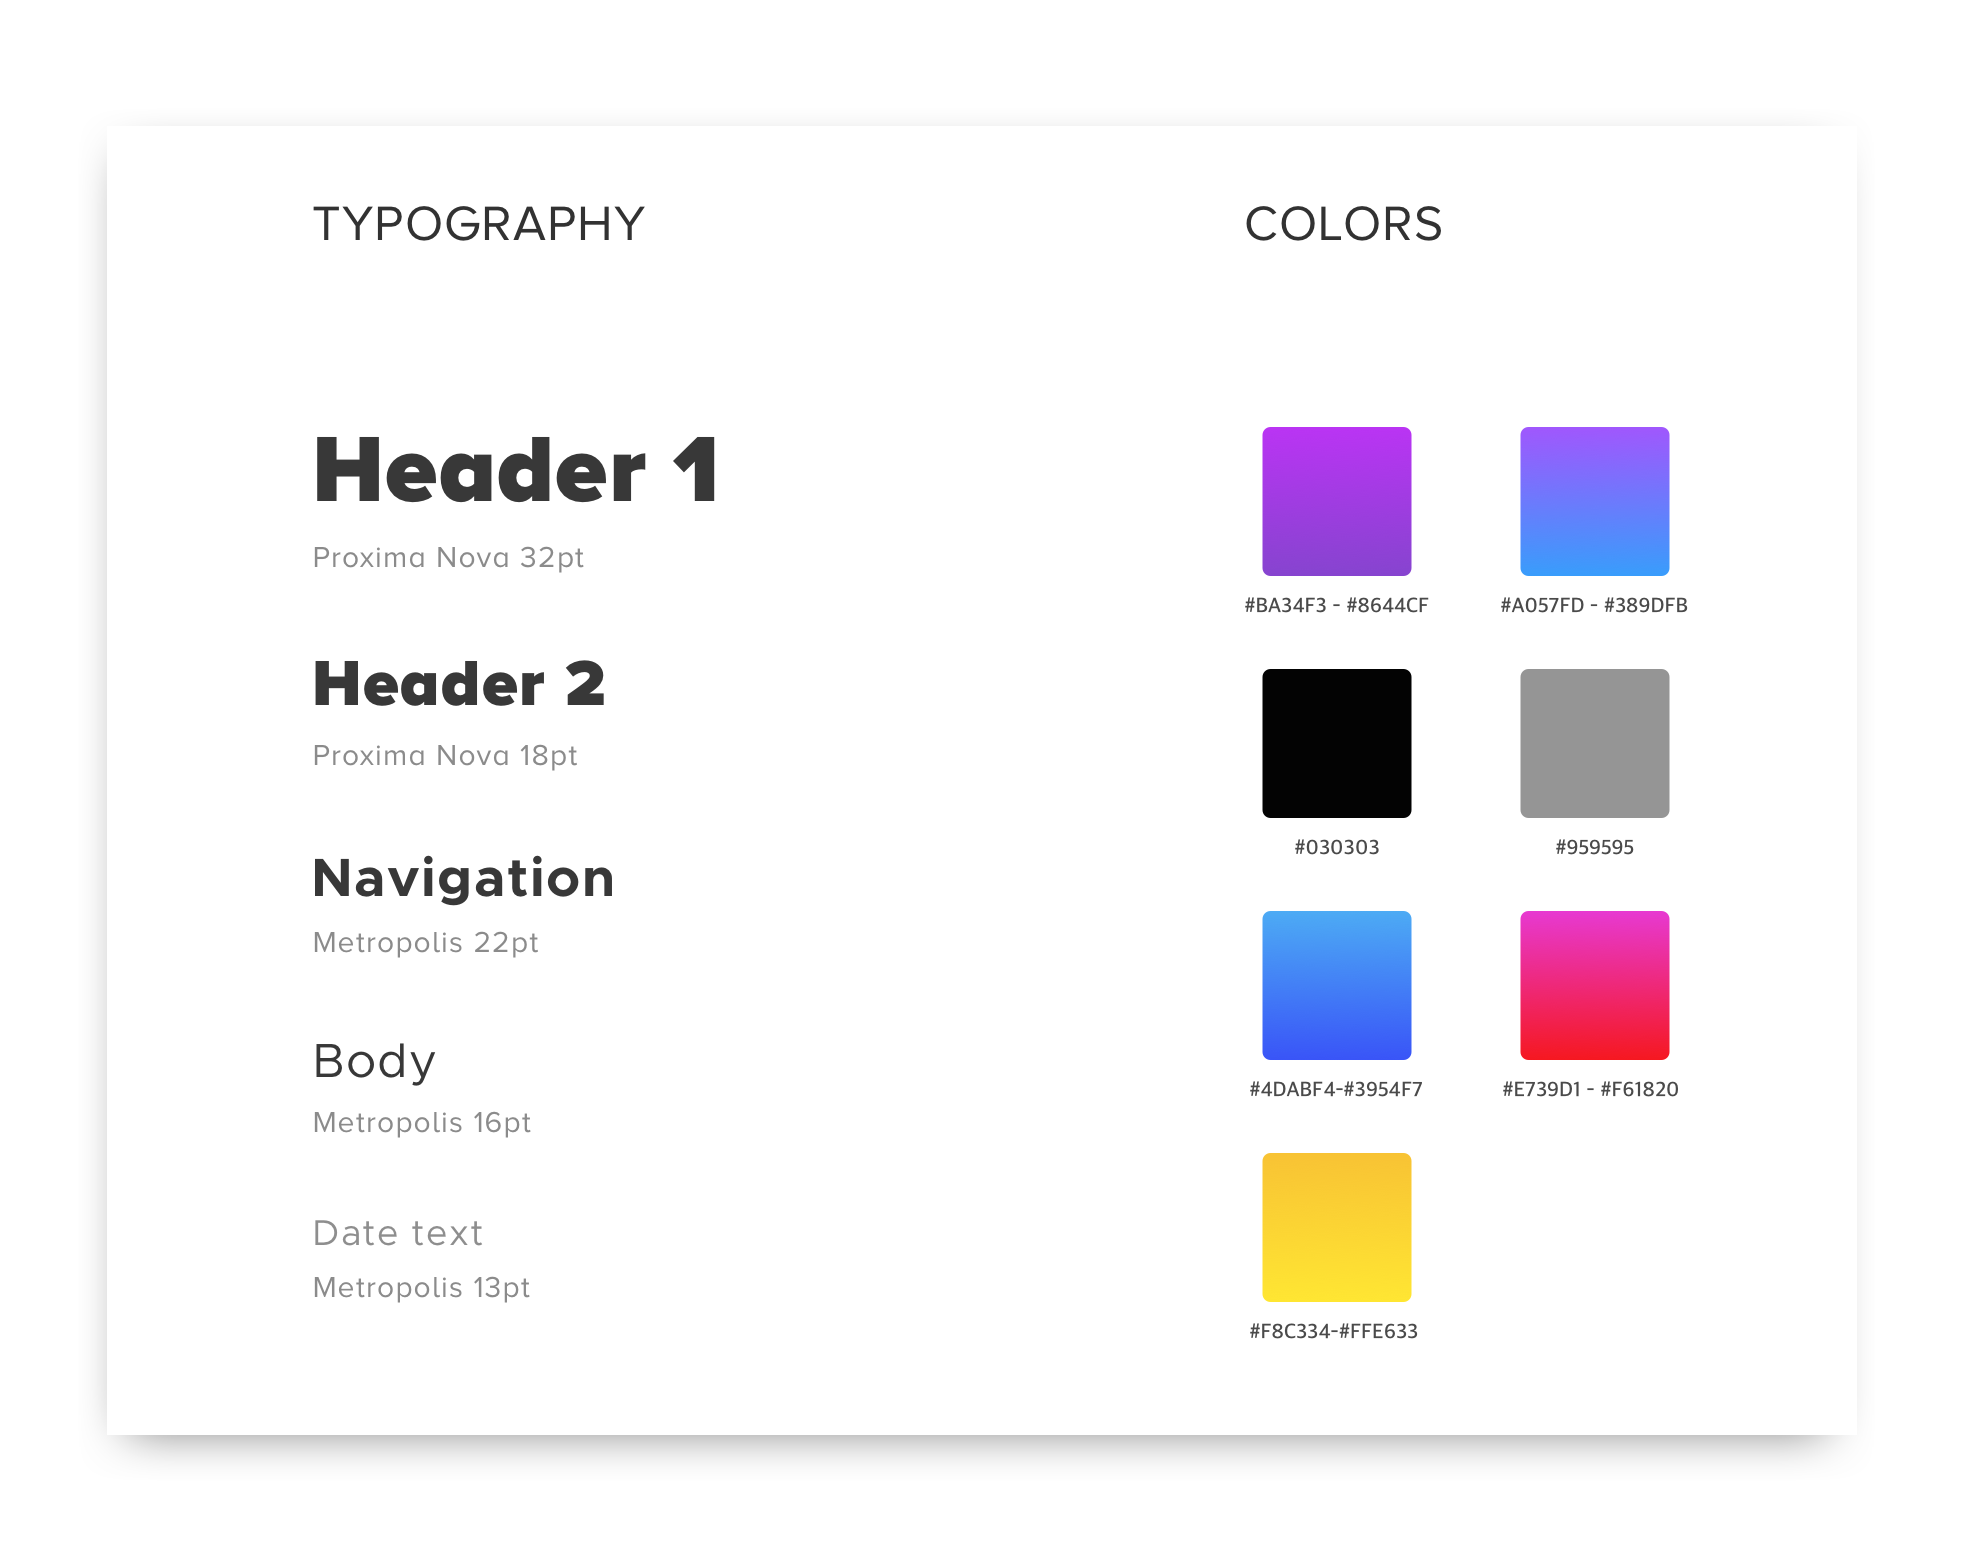 TYPOGRAPHY
Header 1
Proxima Nova 32pt
Header 2
Proxima Nova 18pt
Navigation
Metropolis 22pt
Body
Metropolis 16pt
Date text
Metropolis 13pt
COLORS
#BA34F3 - #8644CF
#A057FD - #389DFB
#030303
#959595
#4DABF4-#3954F7
#E739D1 - #F61820
#F8C334-#FFE633